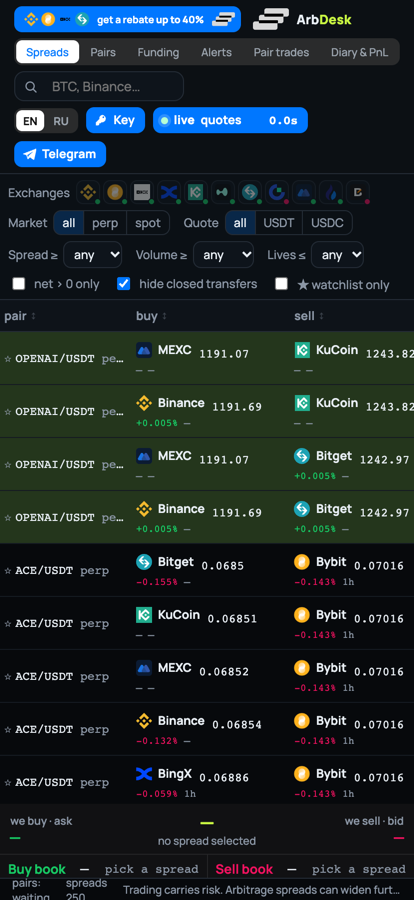 get a rebate up to 40%
ArbDesk
Spreads Pairs Funding Alerts Pair trades Diary & PnL
BTC, Binance…
EN RU Key live quotes 0.0s
Telegram
Exchanges
Market all perp spot Quote all USDT USDC
Spread ≥ any Volume ≥ any Lives ≤ any
net > 0 only hide closed transfers ★ watchlist only
pair ↕ buy ↕ sell ↕
☆ OPENAI/USDT pe… MEXC 1191.07 KuCoin 1243.82
— — — —
☆ OPENAI/USDT pe… Binance 1191.69 KuCoin 1243.82
+0.005% — — —
☆ OPENAI/USDT pe… MEXC 1191.07 Bitget 1242.97
— — +0.005% —
☆ OPENAI/USDT pe… Binance 1191.69 Bitget 1242.97
+0.005% — +0.005% —
☆ ACE/USDT perp Bitget 0.0685 Bybit 0.07016
-0.155% — -0.143% 1h
☆ ACE/USDT perp KuCoin 0.06851 Bybit 0.07016
— — -0.143% 1h
☆ ACE/USDT perp MEXC 0.06852 Bybit 0.07016
— — -0.143% 1h
☆ ACE/USDT perp Binance 0.06854 Bybit 0.07016
-0.132% — -0.143% 1h
☆ ACE/USDT perp BingX 0.06886 Bybit 0.07016
-0.059% 1h -0.143% 1h
we buy · ask — we sell · bid
— no spread selected —
Buy book — pick a spread Sell book — pick a spread
pairs: spreads Trading carries risk. Arbitrage spreads can widen furt…
waiting 250